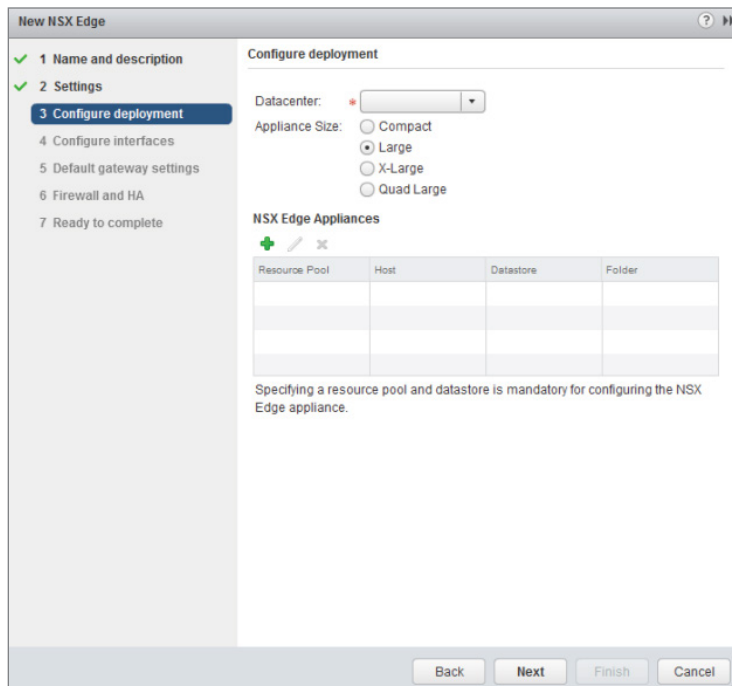 New NSX Edge
?
1 Name and description
2 Settings
3 Configure deployment
4 Configure interfaces
5 Default gateway settings
6 Firewall and HA
7 Ready to complete
Configure deployment
Datacenter: *
Appliance Size: Compact
Large
X-Large
Quad Large
NSX Edge Appliances
Resource Pool Host Datastore Folder
Specifying a resource pool and datastore is mandatory for configuring the NSX
Edge appliance.
Back Next Finish Cancel